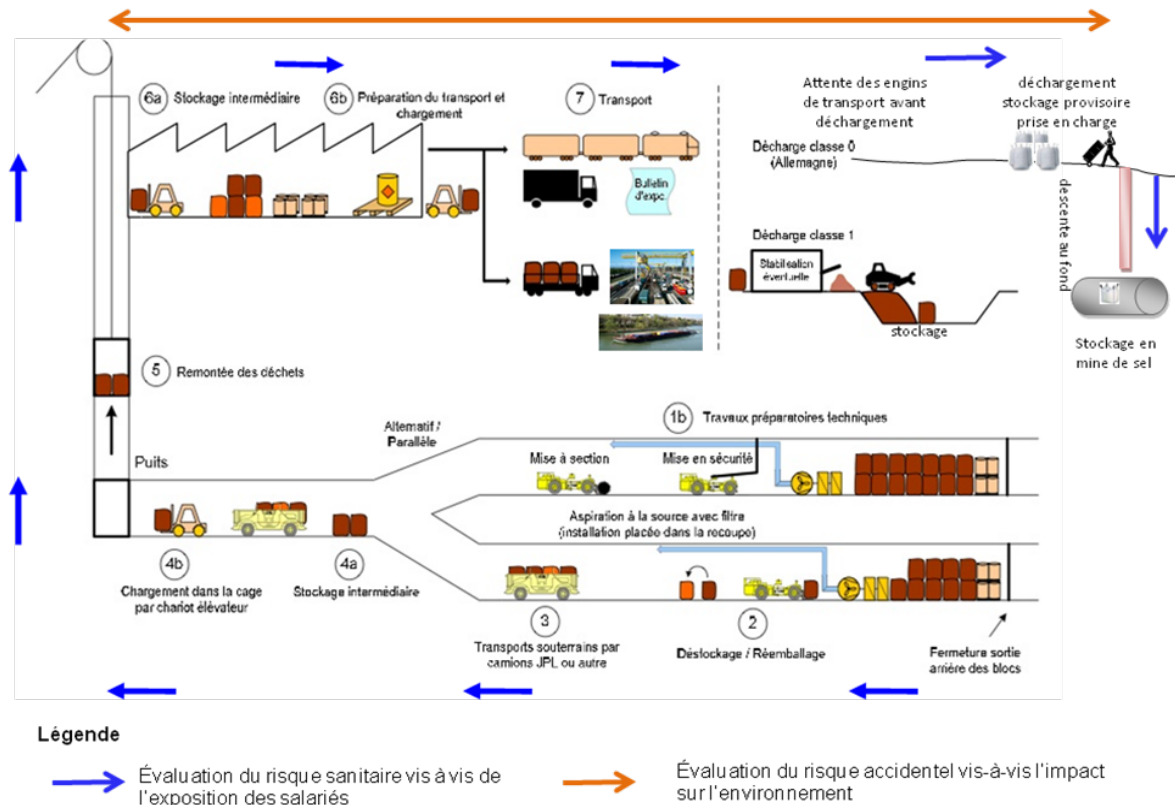 6a
Stockage intermédiaire
6b
Préparation du transport et
chargement
7
Transport
Bulletin
d'expé.
Attente des engins
de transport avant
déchargement
déchargement
stockage provisoire
prise en charge
Décharge classe 0
(Allemagne)
descente au fond
Décharge classe 1
Stabilisation
éventuelle
stockage
Stockage en
mine de sel
5
Remontée des déchets
Puits
Alternatif /
Parallèle
1b
Travaux préparatoires techniques
Mise à section
Mise en sécurité
Aspiration à la source avec filtre
(installation placée dans la recoupe)
4b
Chargement dans la cage
par chariot élévateur
4a
Stockage intermédiaire
3
Transports souterrains par
camions JPL ou autre
2
Déstockage / Réemballage
Fermeture sortie
arrière des blocs
Légende
Évaluation du risque sanitaire vis à vis de
l'exposition des salariés
Évaluation du risque accidentel vis-à-vis l'impact
sur l'environnement